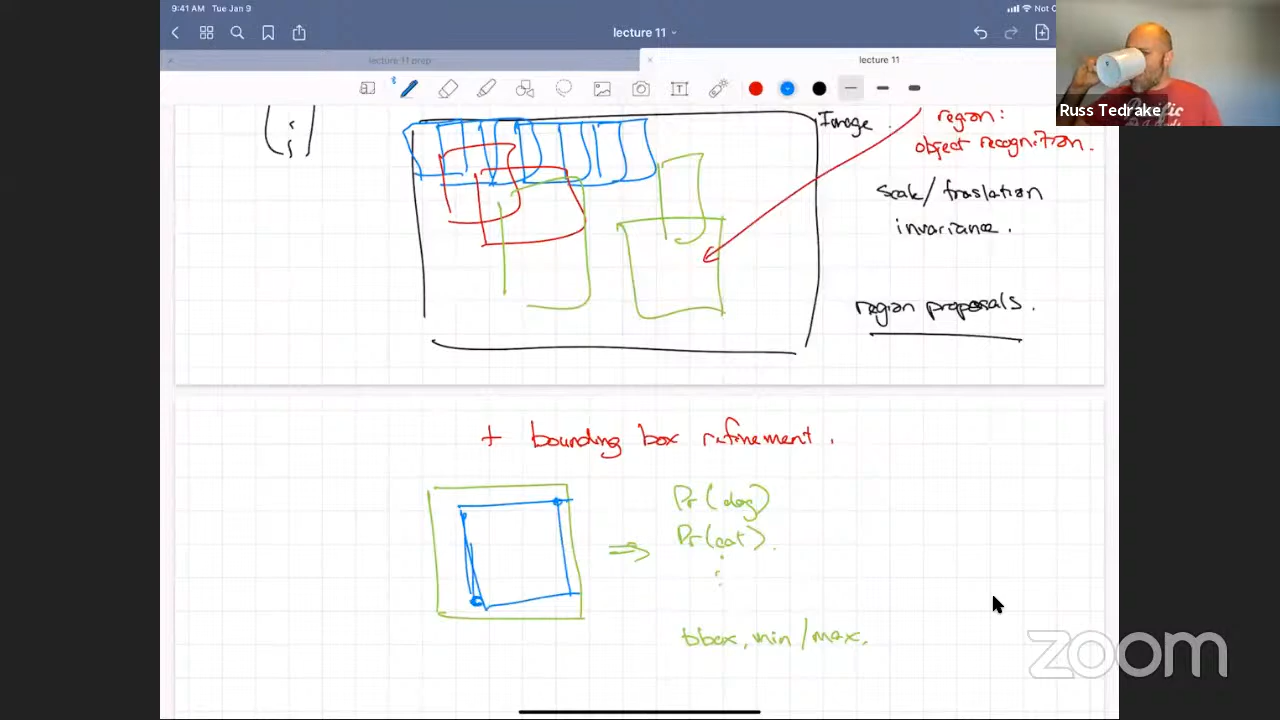 9:41 AM Tue Jan 9
lecture 11
lecture 11 prep
lecture 11
Russ Tedrake
Image
region:
object recognition.
scale/traslation
invariance.
region proposals.
+ bounding box refinement.
Pr(dog)
Pr(cat).
bbox, min/max.
zoom